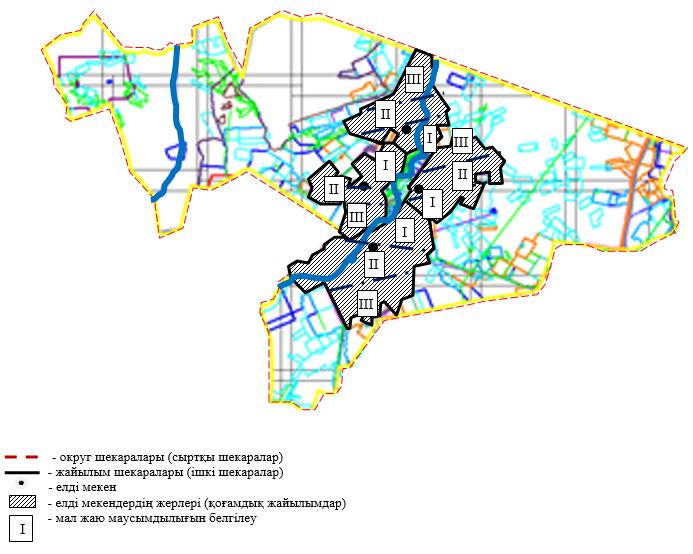 III
II
I
III
I
II
II
I
III
I
II
III
- округ шекаралары (сыртқы шекаралар)
- жайылым шекаралары (ішкі шекаралар)
- елді мекен
- елді мекендердің жерлері (қоғамдық жайылымдар)
I - мал жаю маусымдылығын белгілеу